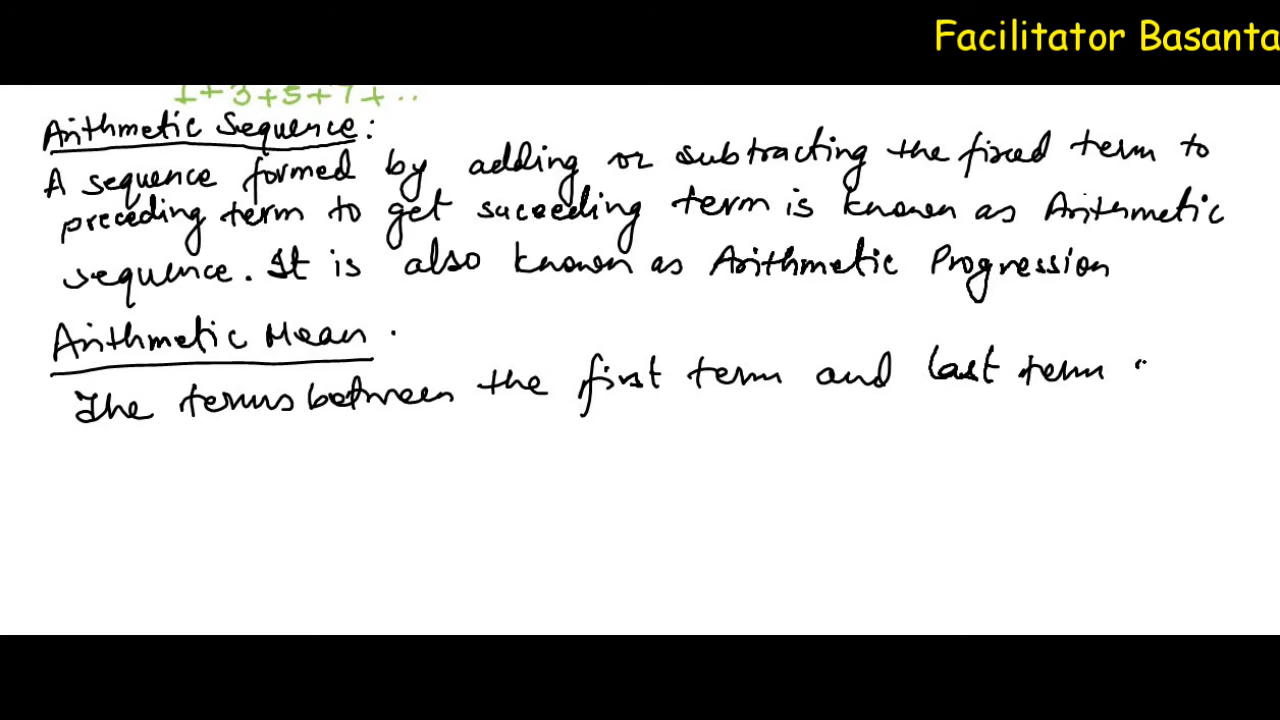 Facilitator Basanta
1 + 3 + 5 + 7 + ..
Arithmetic Sequence:
A sequence formed by adding or subtracting the fixed term to
preceding term to get suceeding term is known as Arithmetic
sequence. It is also known as Arithmetic Progression
Arithmetic Mean .
The terms between the first term and last term